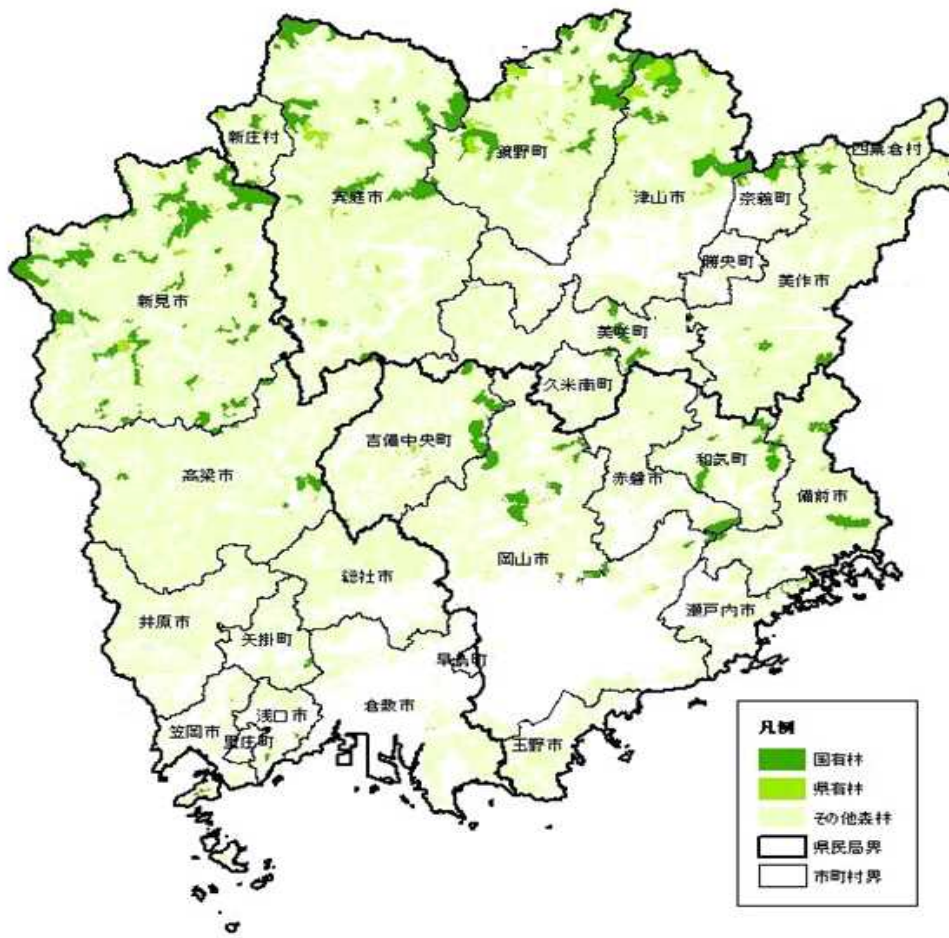 新庄村
鏡野町
西粟倉村
真庭市
津山市
奈義町
勝央町
新見市
美作市
美咲町
久米南町
吉備中央町
和気町
高梁市
赤磐市
備前市
岡山市
総社市
瀬戸内市
井原市
矢掛町
早島町
倉敷市
浅口市
笠岡市
里庄町
玉野市
凡例
国有林
県有林
その他森林
県民局界
市町村界